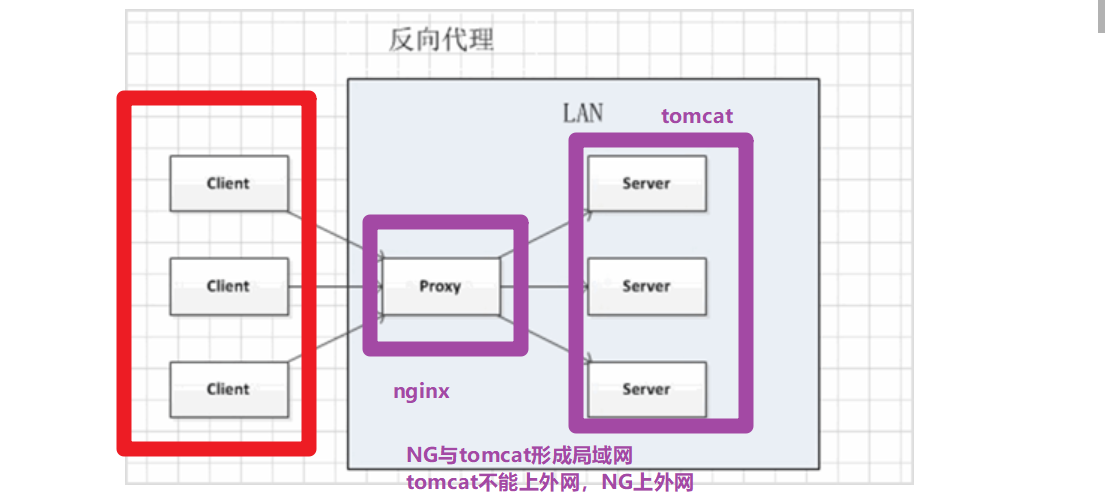 反向代理
LAN
tomcat
Client
Server
Client
Proxy
Server
Client
Server
nginx
NG与tomcat形成局域网
tomcat不能上外网，NG上外网